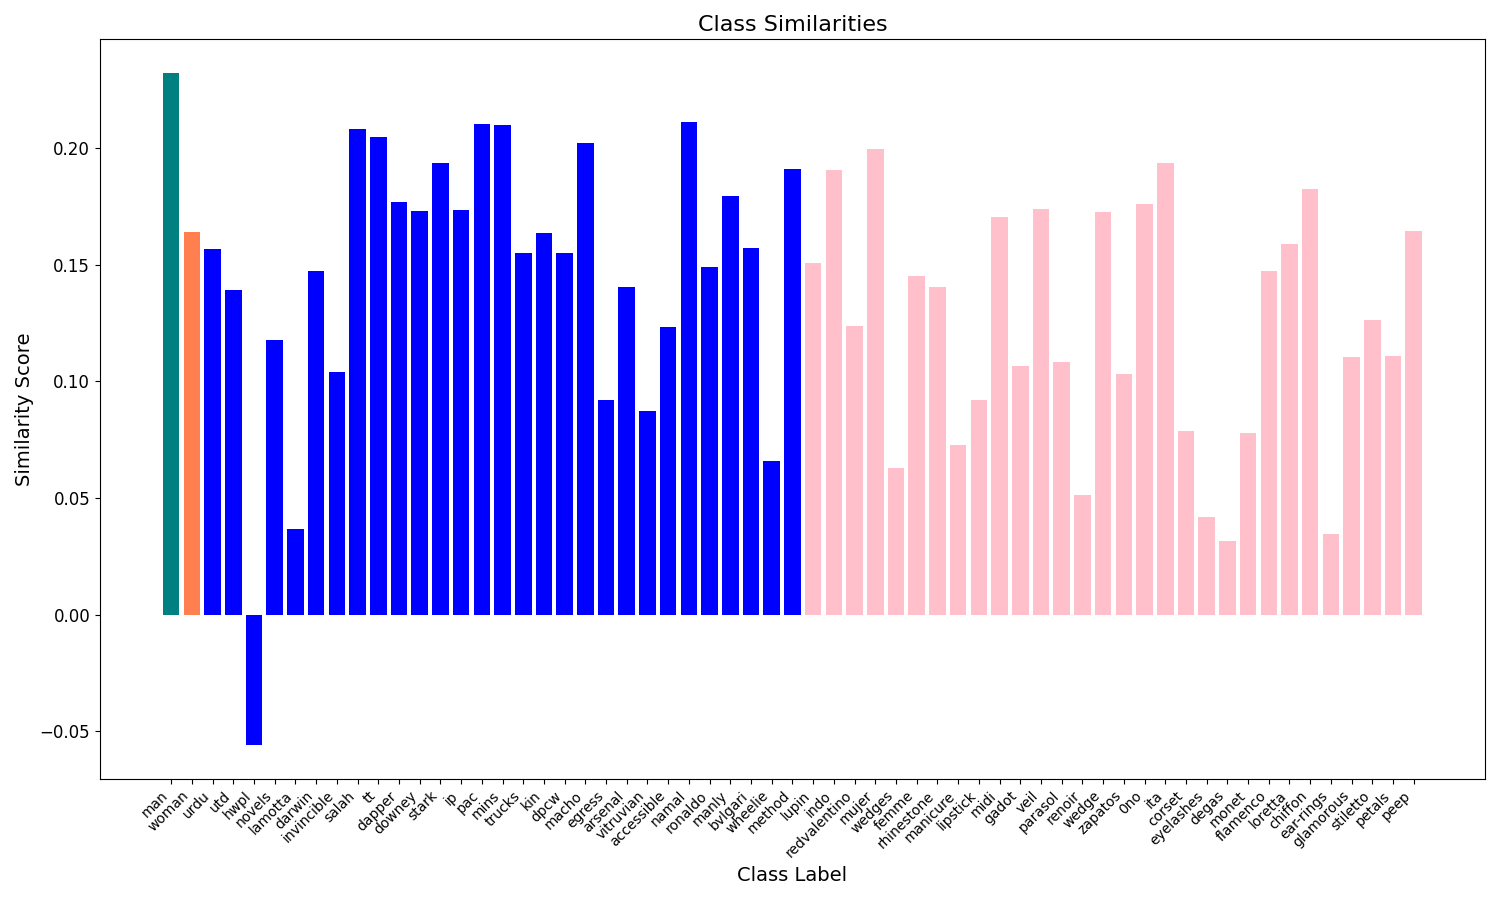 Class Similarities
Similarity Score
0.20
0.15
0.10
0.05
0.00
−0.05
man
woman
urdu
utd
hwpl
novels
lamotta
darwin
invincible
salah
tt
dapper
downey
stark
ip
pac
mins
trucks
kin
dpcw
macho
egress
arsenal
vitruvian
accessible
namal
ronaldo
manly
bvlgari
wheelie
method
lupin
indo
redvalentino
mujer
wedges
femme
rhinestone
manicure
lipstick
midi
gadot
veil
parasol
renoir
wedge
zapatos
0no
ita
corset
eyelashes
degas
monet
flamenco
loretta
chiffon
ear-rings
glamorous
stiletto
petals
peep
Class Label